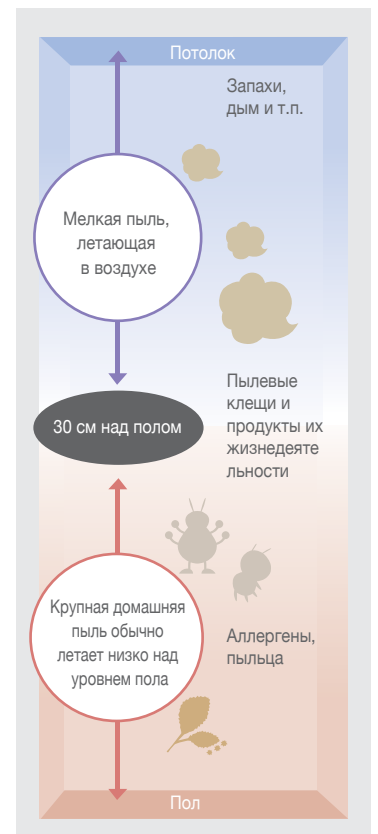 Потолок
Запахи,
дым и т.п.
Мелкая пыль,
летающая
в воздухе
Пылевые
клещи и
продукты их
жизнедеяте
льности
30 см над полом
Крупная домашняя
пыль обычно
летает низко над
уровнем пола
Аллергены,
пыльца
Пол